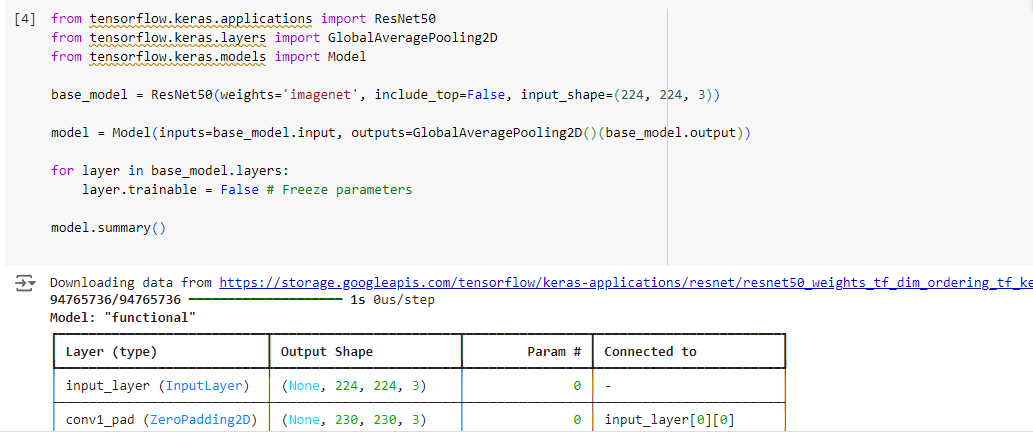 [4] from tensorflow.keras.applications import ResNet50
from tensorflow.keras.layers import GlobalAveragePooling2D
from tensorflow.keras.models import Model
base_model = ResNet50(weights='imagenet', include_top=False, input_shape=(224, 224, 3))
model = Model(inputs=base_model.input, outputs=GlobalAveragePooling2D()(base_model.output))
for layer in base_model.layers:
    layer.trainable = False # Freeze parameters
model.summary()
Downloading data from https://storage.googleapis.com/tensorflow/keras-applications/resnet/resnet50_weights_tf_dim_ordering_tf_ke
94765736/94765736 ━━━━━━━━━━━━━━━━━━━━ 1s 0us/step
Model: "functional"
Layer (type) Output Shape Param # Connected to
input_layer (InputLayer) (None, 224, 224, 3) 0 -
conv1_pad (ZeroPadding2D) (None, 230, 230, 3) 0 input_layer[0][0]